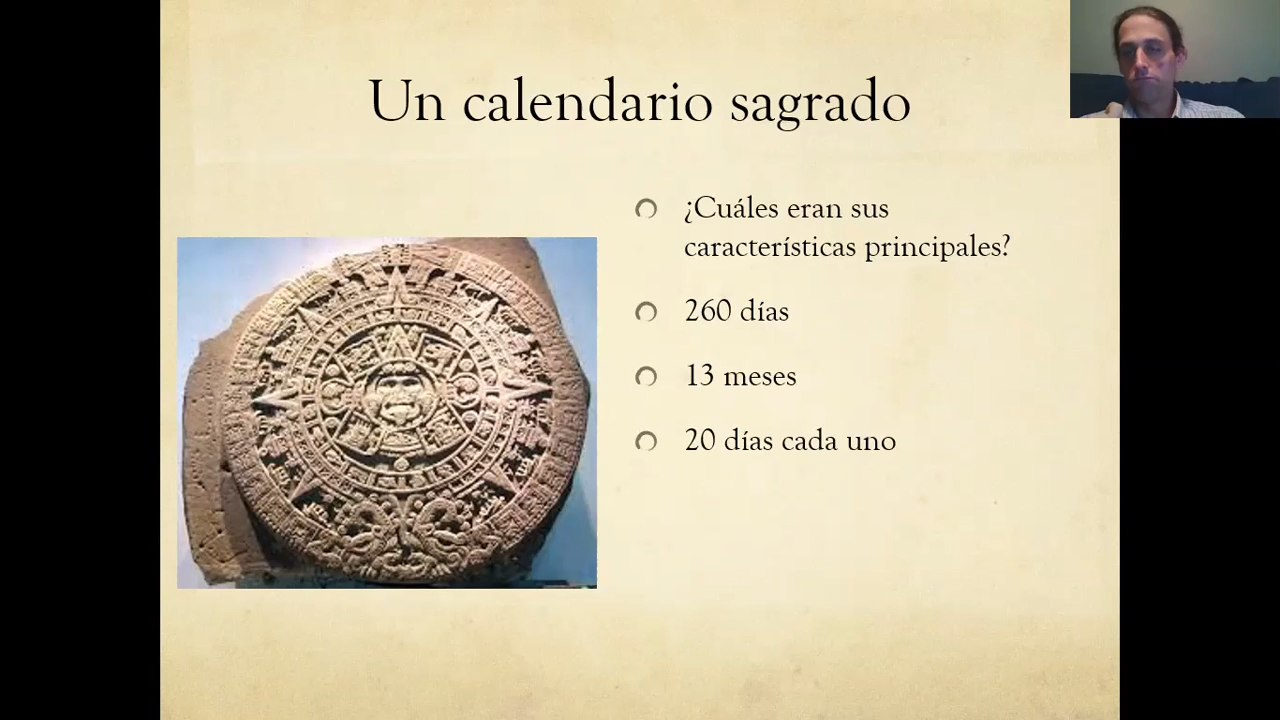 Un calendario sagrado
¿Cuáles eran sus
características principales?
260 días
13 meses
20 días cada uno